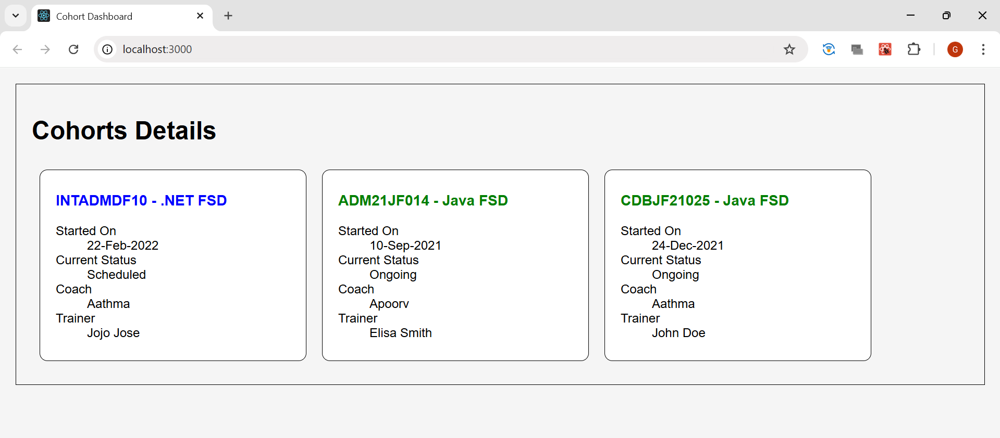 Cohort Dashboard
localhost:3000
G
Cohorts Details
INTADMDF10 - .NET FSD
Started On
22-Feb-2022
Current Status
Scheduled
Coach
Aathma
Trainer
Jojo Jose
ADM21JF014 - Java FSD
Started On
10-Sep-2021
Current Status
Ongoing
Coach
Apoorv
Trainer
Elisa Smith
CDBJF21025 - Java FSD
Started On
24-Dec-2021
Current Status
Ongoing
Coach
Aathma
Trainer
John Doe